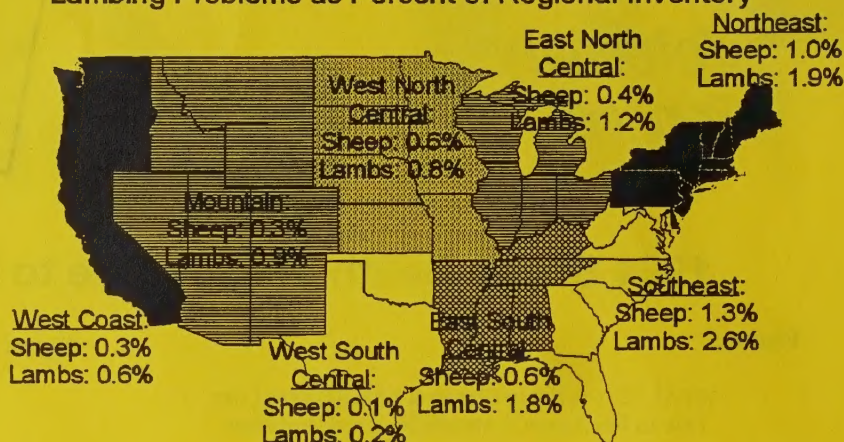 Lambing Problems as Percent of Regional Inventory
Northeast:
Sheep: 1.0%
Lambs: 1.9%
East North
Central:
Sheep: 0.4%
Lambs: 1.2%
West North
Central:
Sheep: 0.6%
Lambs: 0.8%
Mountain:
Sheep: 0.3%
Lambs: 0.9%
West Coast:
Sheep: 0.3%
Lambs: 0.6%
West South
Central:
Sheep: 0.1%
Lambs: 0.2%
East South
Central:
Sheep: 0.6%
Lambs: 1.8%
Southeast:
Sheep: 1.3%
Lambs: 2.6%